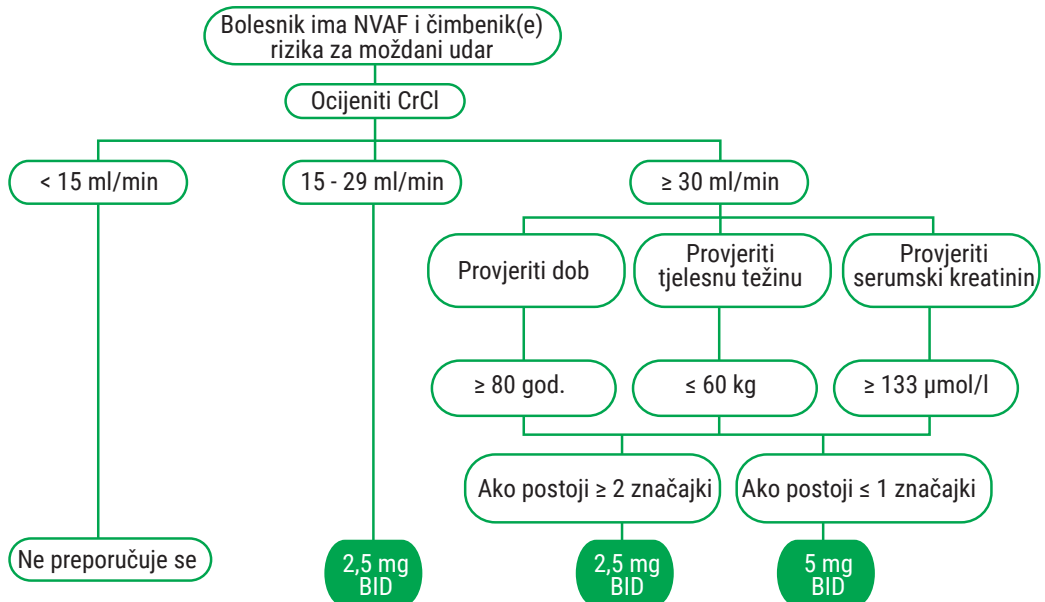 Bolesnik ima NVAF i čimbenik(e)
rizika za moždani udar
Ocijeniti CrCl
< 15 ml/min
15 - 29 ml/min
≥ 30 ml/min
Provjeriti dob
Provjeriti
tjelesnu težinu
Provjeriti
serumski kreatinin
≥ 80 god.
≤ 60 kg
≥ 133 µmol/l
Ako postoji ≥ 2 značajki
Ako postoji ≤ 1 značajki
Ne preporučuje se
2,5 mg
BID
2,5 mg
BID
5 mg
BID